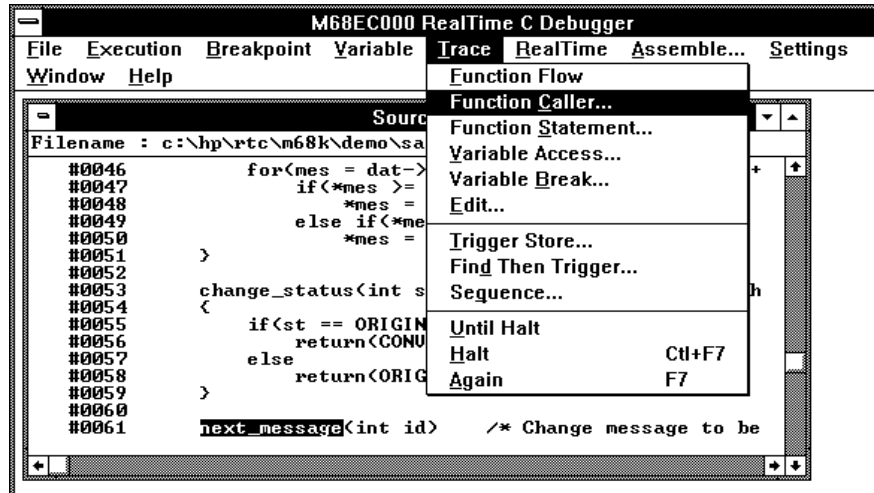 M68EC000 RealTime C Debugger
File Execution Breakpoint Variable Trace RealTime Assemble... Settings
Window Help
Sourc
Filename : c:\hp\rtc\m68k\demo\sa
#0046 for(mes = dat-> +
#0047 if(*mes >=
#0048 *mes =
#0049 else if(*me
#0050 *mes =
#0051 }
#0052
#0053 change_status(int s h
#0054 {
#0055 if(st == ORIGIN
#0056 return(CONV
#0057 else
#0058 return(ORIG
#0059 }
#0060
#0061 next_message(int id) /* Change message to be
Function Flow
Function Caller...
Function Statement...
Variable Access...
Variable Break...
Edit...
Trigger Store...
Find Then Trigger...
Sequence...
Until Halt
Halt Ctl+F7
Again F7